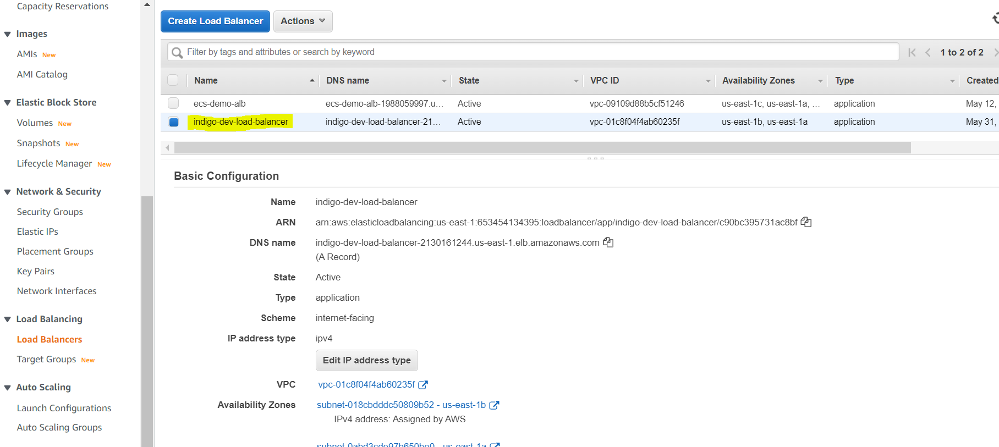 Capacity Reservations
Images
AMIs New
AMI Catalog
Elastic Block Store
Volumes New
Snapshots New
Lifecycle Manager New
Network & Security
Security Groups
Elastic IPs
Placement Groups
Key Pairs
Network Interfaces
Load Balancing
Load Balancers
Target Groups New
Auto Scaling
Launch Configurations
Auto Scaling Groups
Create Load Balancer Actions
Filter by tags and attributes or search by keyword 1 to 2 of 2
Name DNS name State VPC ID Availability Zones Type Created
ecs-demo-alb ecs-demo-alb-1988059997.u... Active vpc-09109d88b5cf51246 us-east-1c, us-east-1a, ... application May 12,
indigo-dev-load-balancer indigo-dev-load-balancer-21... Active vpc-01c8f04f4ab60235f us-east-1b, us-east-1a application May 31,
Basic Configuration
Name indigo-dev-load-balancer
ARN arn:aws:elasticloadbalancing:us-east-1:653454134395:loadbalancer/app/indigo-dev-load-balancer/c90bc395731ac8bf
DNS name indigo-dev-load-balancer-2130161244.us-east-1.elb.amazonaws.com
(A Record)
State Active
Type application
Scheme internet-facing
IP address type ipv4
Edit IP address type
VPC vpc-01c8f04f4ab60235f
Availability Zones subnet-018cbdddc50809b52 - us-east-1b
IPv4 address: Assigned by AWS
subnet-0abd3cde97b650be0 - us-east-1a